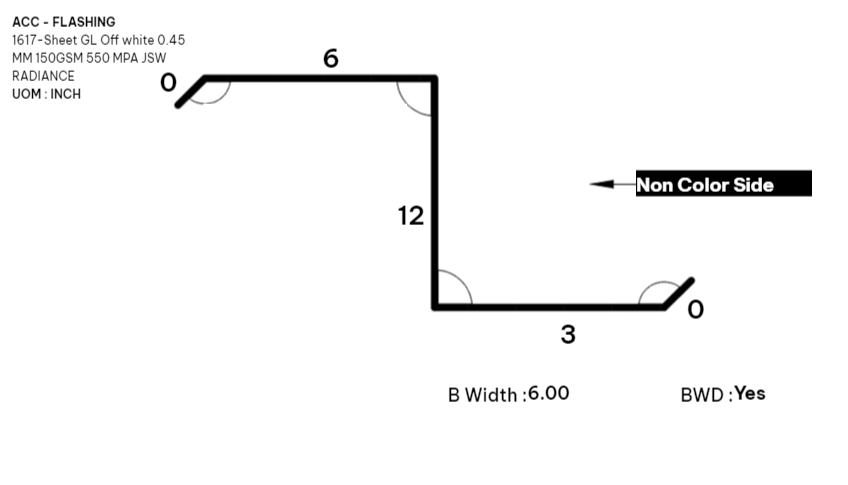 ACC - FLASHING
1617-Sheet GL Off white 0.45
MM 150GSM 550 MPA JSW
RADIANCE
UOM : INCH
6
0
12
Non Color Side
0
3
B Width :6.00
BWD :Yes